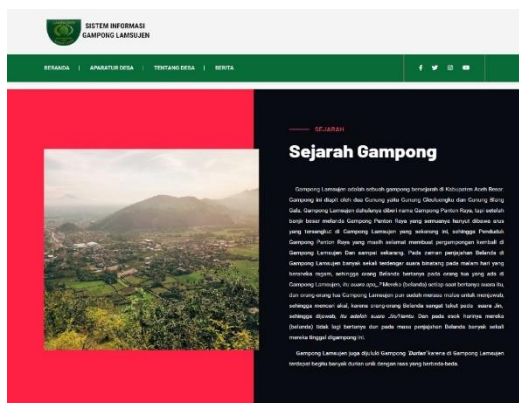 SISTEM INFORMASI
GAMPONG LAMSUJEN
BERANDA | APARATUR DESA | TENTANG DESA | BERITA
SEJARAH
Sejarah Gampong
Gampong Lamsujen adalah sebuah gampong bersejarah di Kabupaten Aceh Besar.
Gampong ini diapit oleh dua Gunung yaitu Gunung Gleulungku dan Gunung Blang
Gala. Gampong Lamsujen dahulunya diberi nama Gampong Panton Raya, tapi setelah
banjir besar melanda Gampong Panton Raya yang semuanya hanyut dibawa arus
yang tersangkut di Gampong Lamsujen yang sekarang ini, sehingga Penduduk
Gampong Panton Raya yang masih selamat membuat pergampongan kembali di
Gampong Lamsujen Dan sampai sekarang. Pada zaman penjajahan Belanda di
Gampong Lamsujen banyak sekali terdengar suara binatang pada malam hari yang
beraneka ragam, sehingga orang Belanda bertanya pada orang tua yang ada di
Gampong Lamsujen, itu suara apa,,? Mereka (belanda) setiap saat bertanya suara itu,
dan orang-orang tua Gampong Lamsujen pun sudah merasa malas untuk menjawab,
sehingga mencari akal, karena orang-orang Belanda sangat takut pada suara Jin,
sehingga dijawab, itu adalah suara Jin/Hantu. Dan pada esok harinya mereka
(belanda) tidak lagi bertanya dan pada masa penjajahan Belanda banyak sekali
mereka tinggal digampong ini.
Gampong Lamsujen juga dijuluki Gampong "Durian" karena di Gampong Lamsujen
terdapat begitu banyak durian unik dengan rasa yang berbeda-beda.